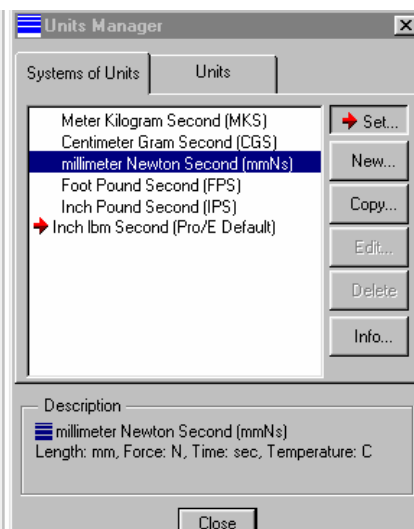 Units Manager
Systems of Units
Units
Meter Kilogram Second (MKS)
Centimeter Gram Second (CGS)
millimeter Newton Second (mmNs)
Foot Pound Second (FPS)
Inch Pound Second (IPS)
Inch lbm Second (Pro/E Default)
Set...
New...
Copy...
Edit...
Delete
Info...
Description
millimeter Newton Second (mmNs)
Length: mm, Force: N, Time: sec, Temperature: C
Close